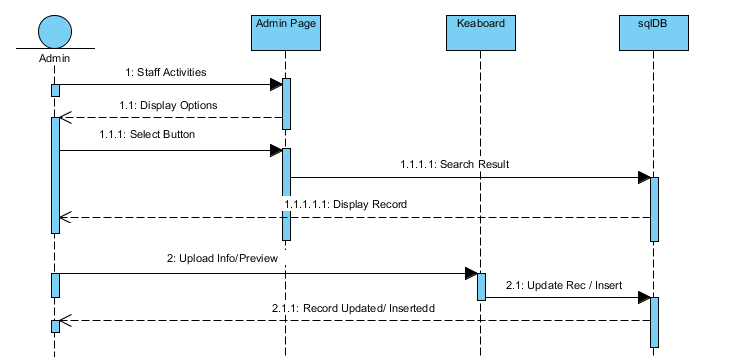 Admin Page
Keaboard
sqlDB
Admin
1: Staff Activities
1.1: Display Options
1.1.1: Select Button
1.1.1.1: Search Result
1.1.1.1.1: Display Record
2: Upload Info/Preview
2.1: Update Rec / Insert
2.1.1: Record Updated/ Insertedd